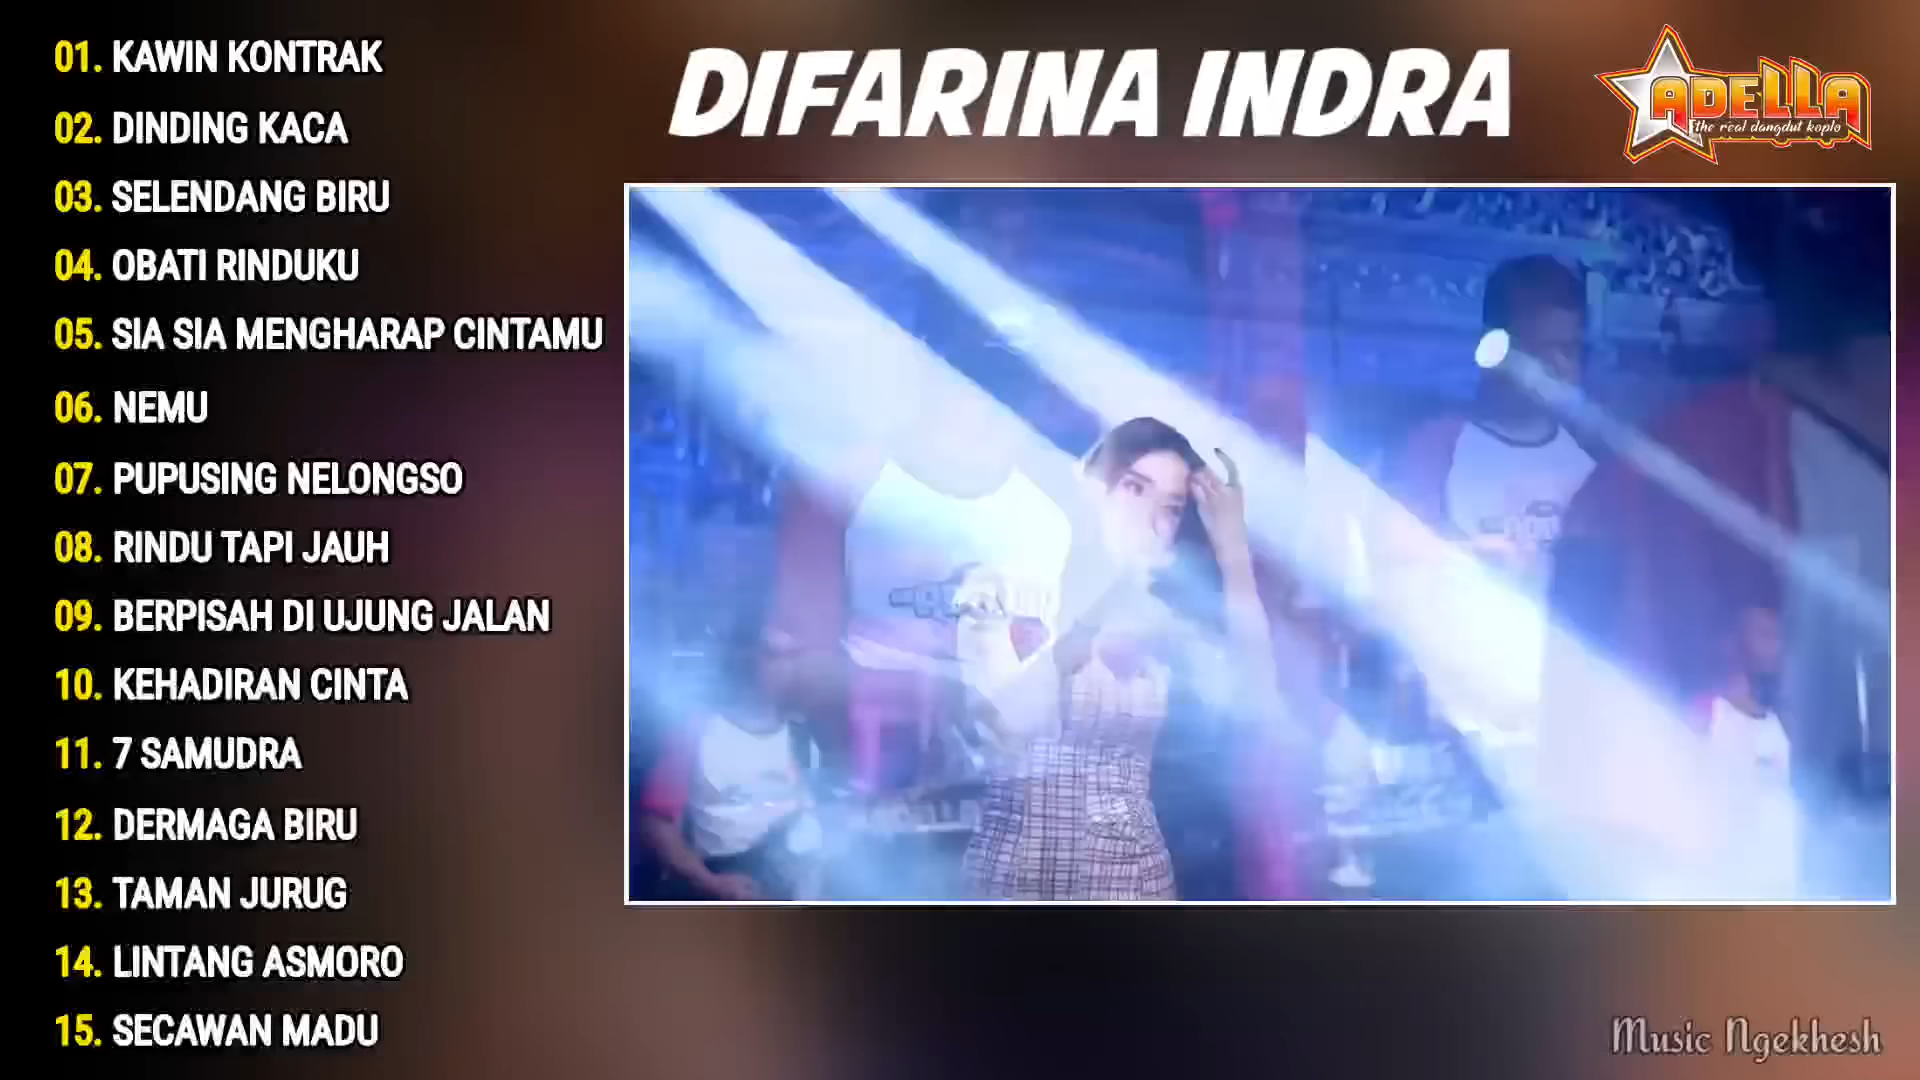 01. KAWIN KONTRAK
02. DINDING KACA
03. SELENDANG BIRU
04. OBATI RINDUKU
05. SIA SIA MENGHARAP CINTAMU
06. NEMU
07. PUPUSING NELONGSO
08. RINDU TAPI JAUH
09. BERPISAH DI UJUNG JALAN
10. KEHADIRAN CINTA
11. 7 SAMUDRA
12. DERMAGA BIRU
13. TAMAN JURUG
14. LINTANG ASMORO
15. SECAWAN MADU
DIFARINA INDRA
ADELLA
the real dangdut koplo
Music Ngekhesh